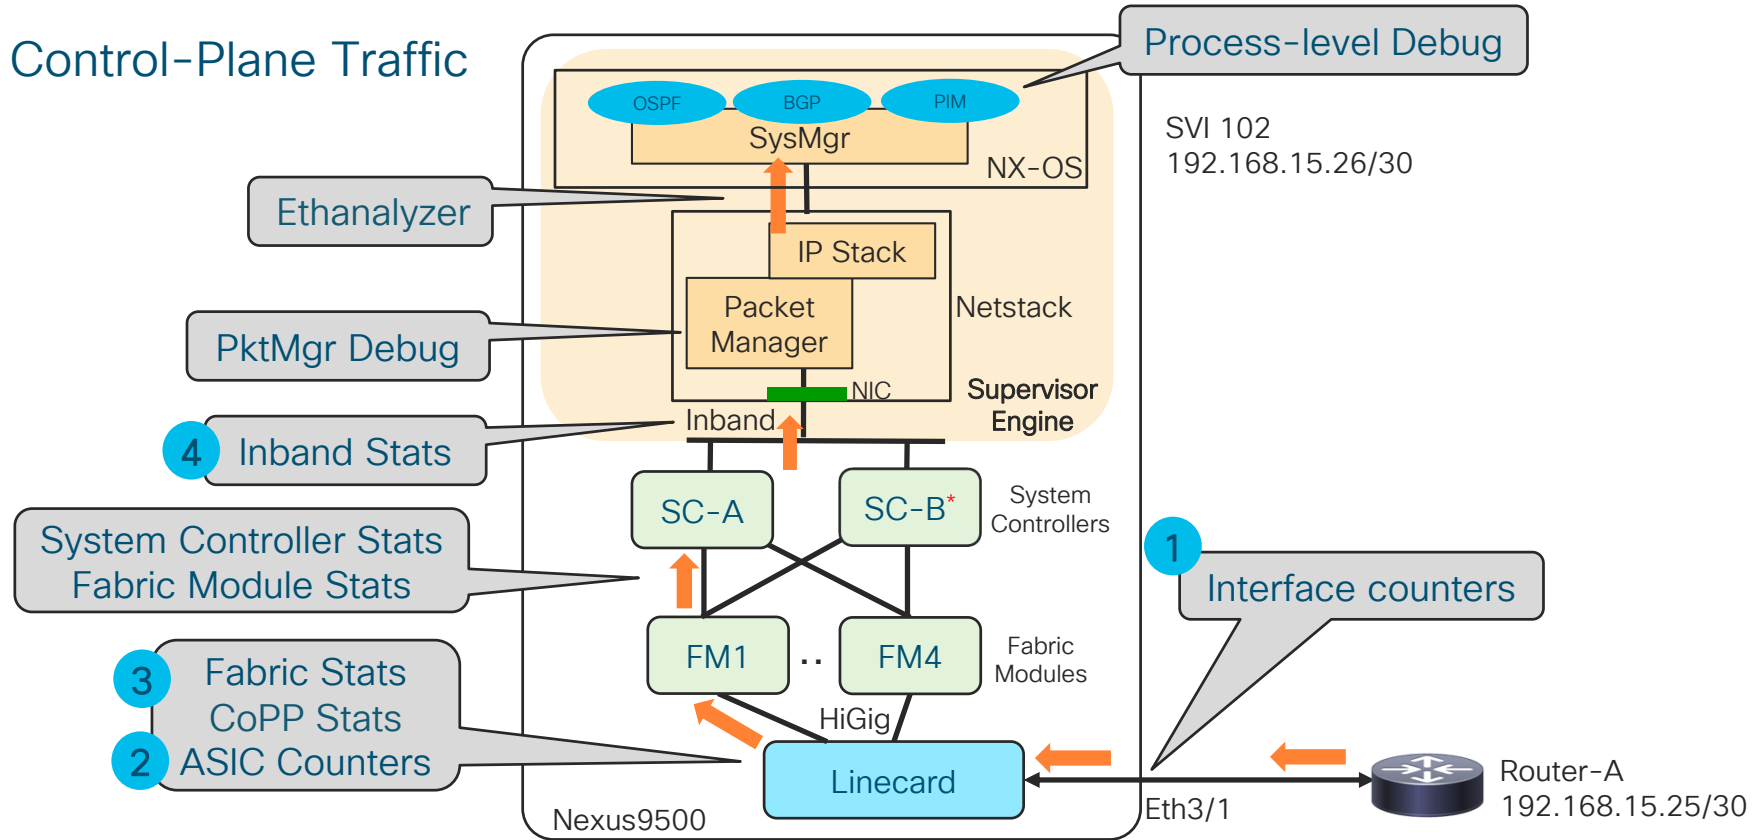 Control-Plane Traffic
Process-level Debug
OSPF
BGP
PIM
SysMgr
NX-OS
SVI 102
192.168.15.26/30
Ethanalyzer
IP Stack
Packet
Manager
Netstack
PktMgr Debug
NIC
Supervisor
Engine
Inband
4
Inband Stats
SC-A
SC-B*
System
Controllers
System Controller Stats
Fabric Module Stats
1
Interface counters
FM1
..
FM4
Fabric
Modules
3
Fabric Stats
CoPP Stats
2
ASIC Counters
HiGig
Linecard
Eth3/1
Router-A
192.168.15.25/30
Nexus9500